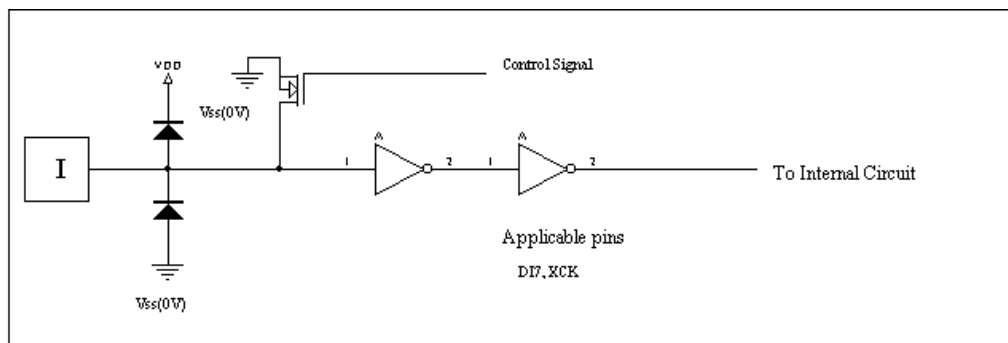 VDD
Control Signal
Vss(0V)
I
A
A
1
2
1
2
To Internal Circuit
Applicable pins
DI7,XCK
Vss(0V)